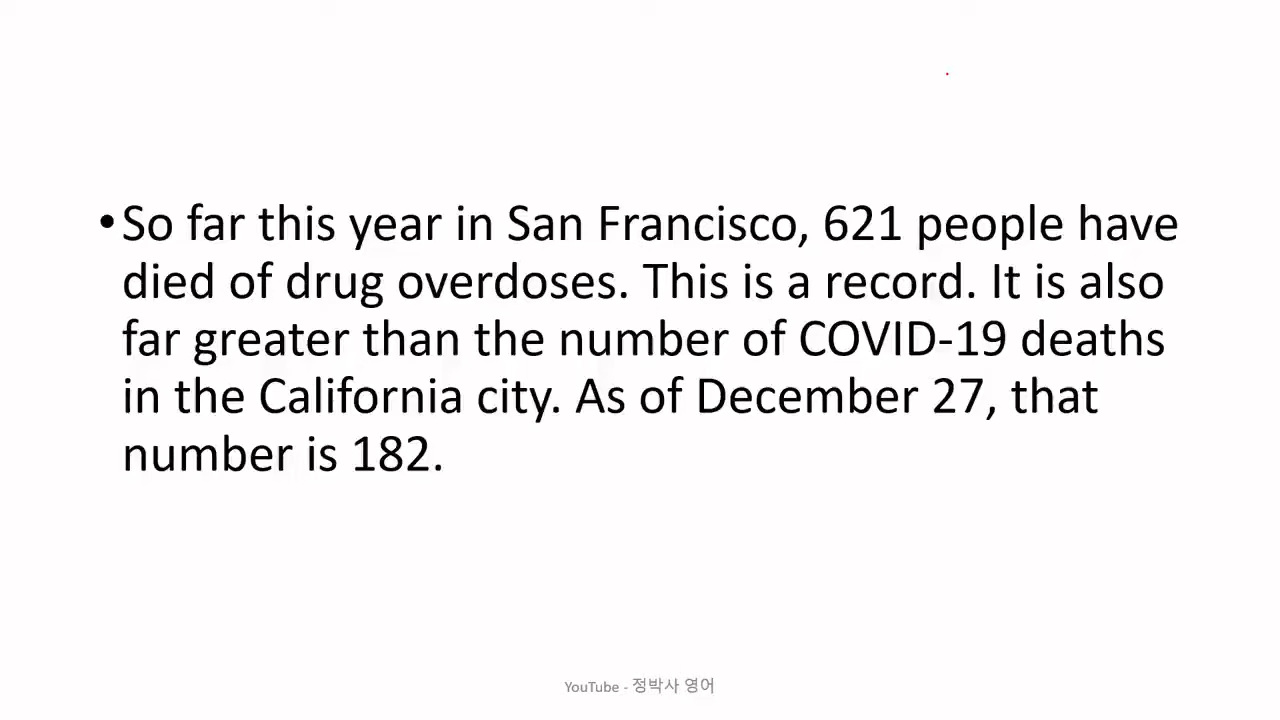 •So far this year in San Francisco, 621 people have
died of drug overdoses. This is a record. It is also
far greater than the number of COVID-19 deaths
in the California city. As of December 27, that
number is 182.
YouTube - 정박사 영어